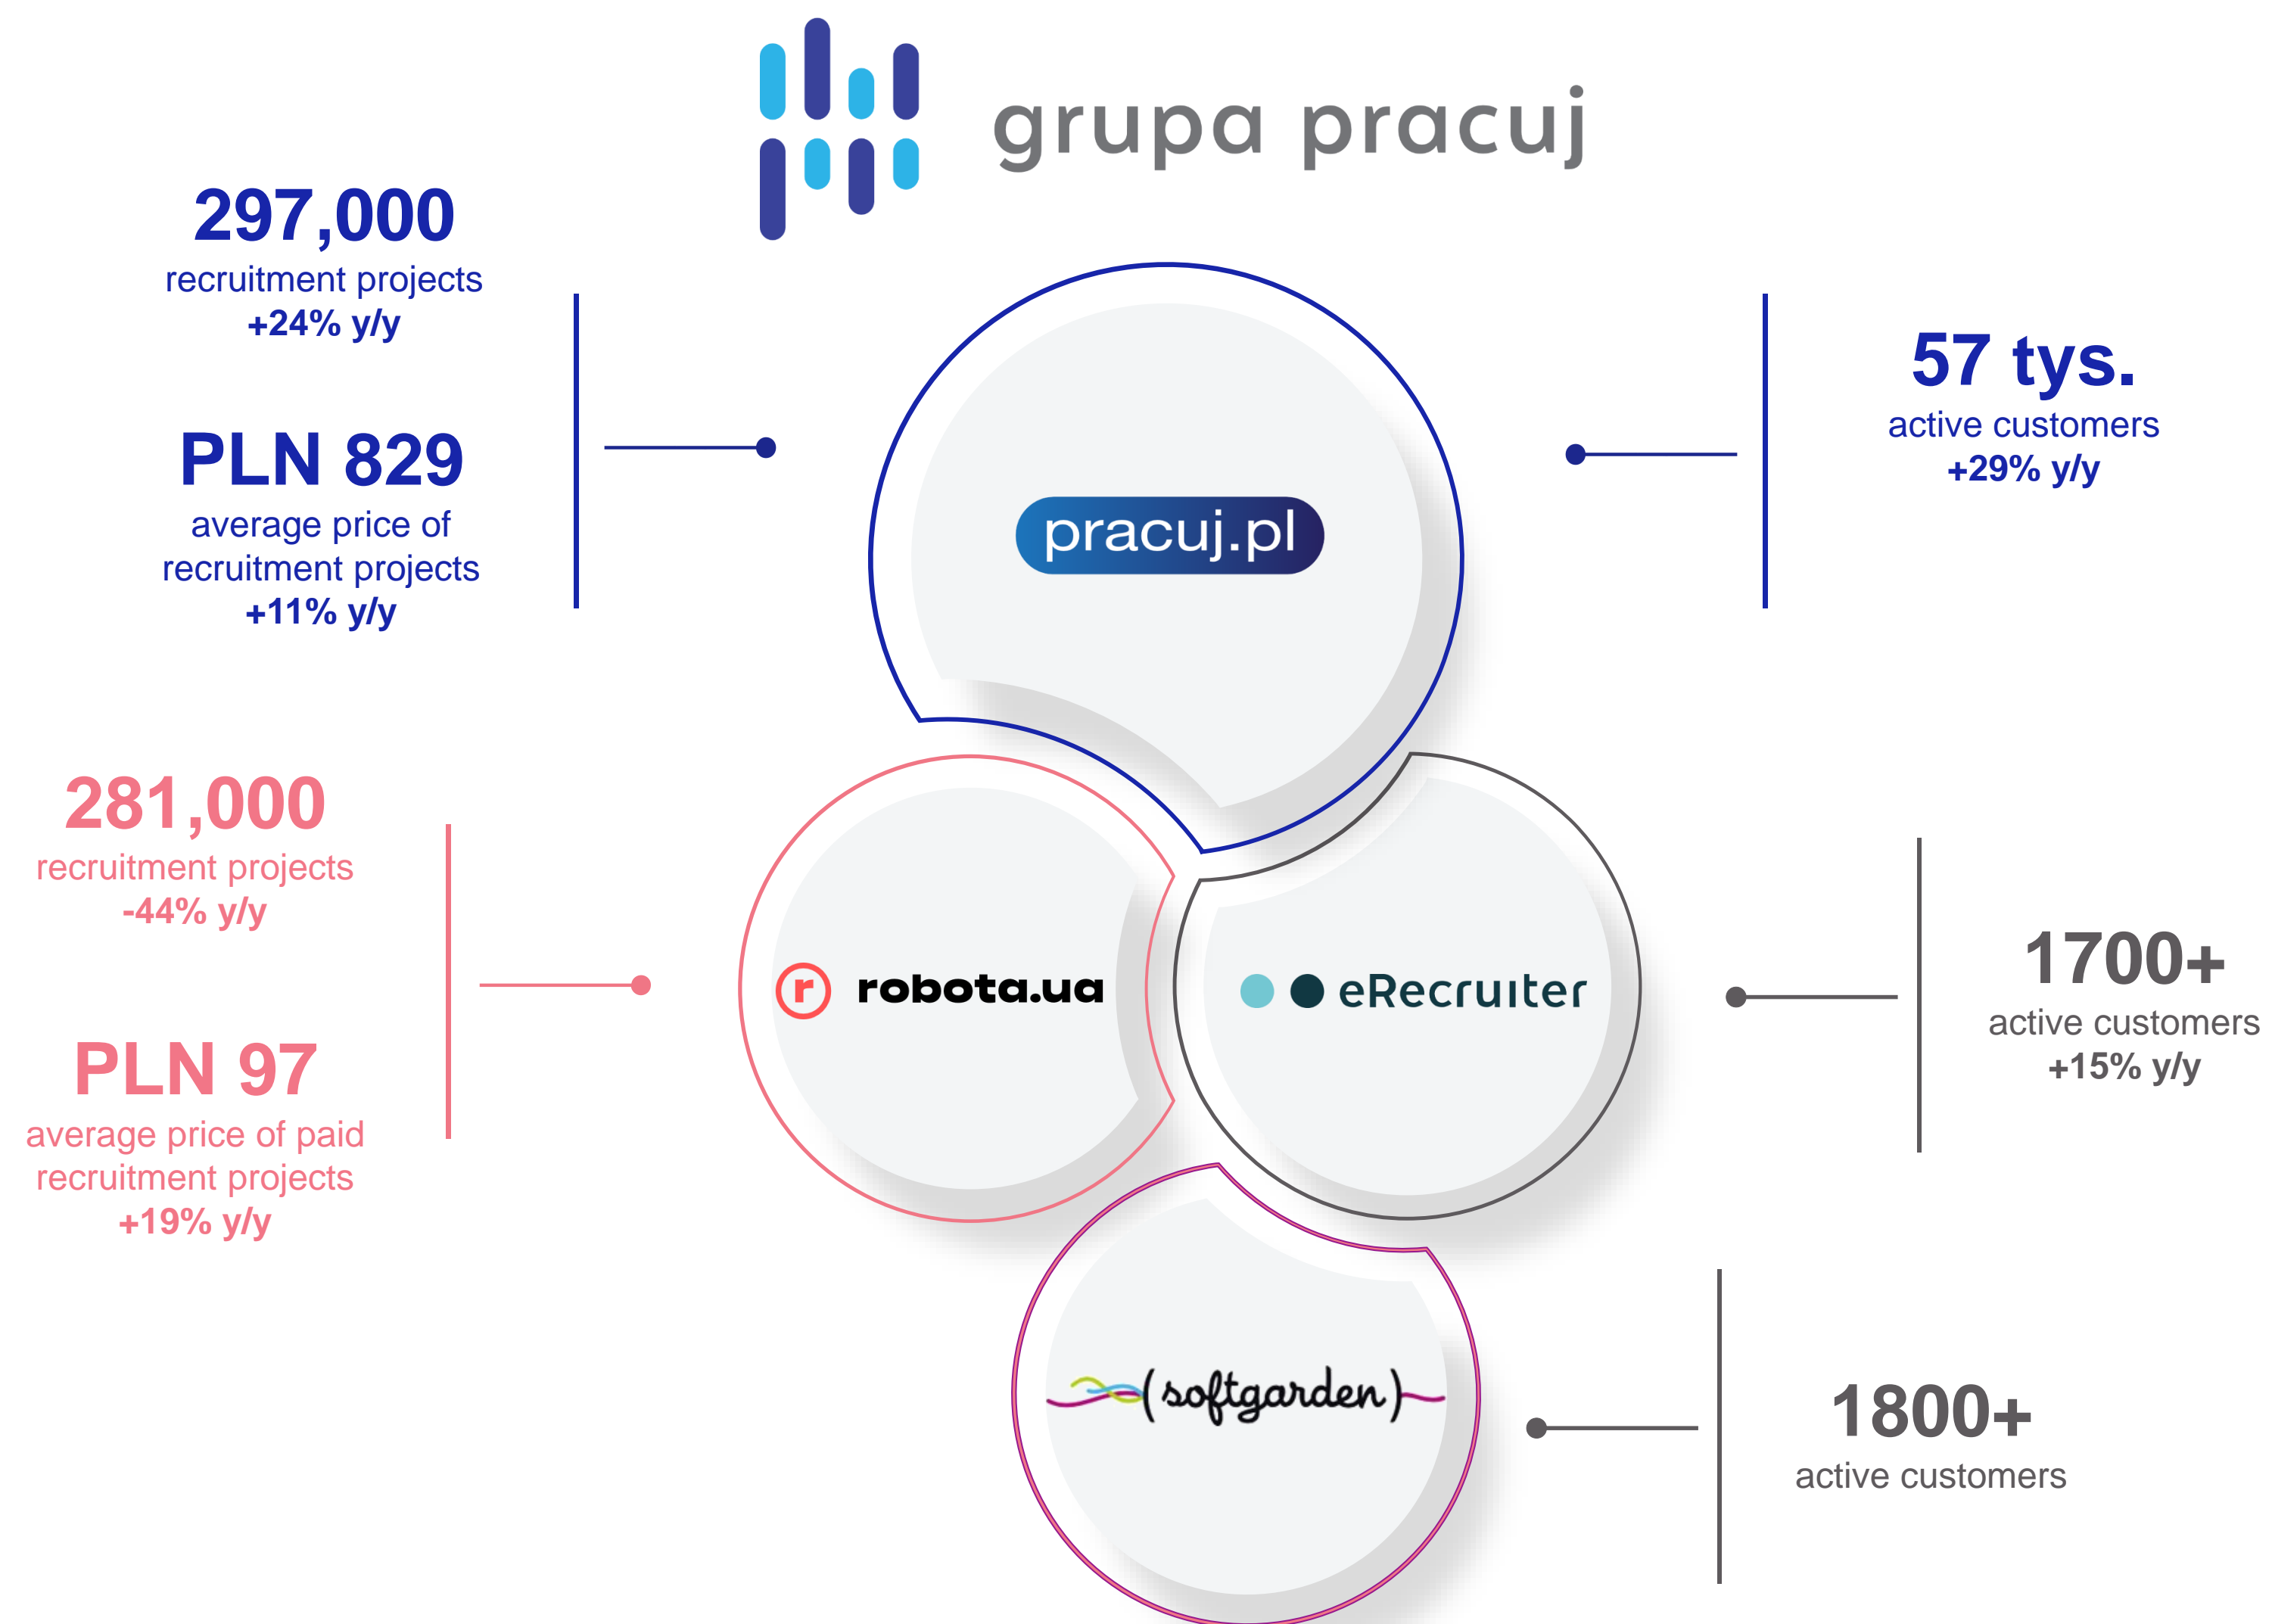 grupa pracuj
297,000
recruitment projects
+24% y/y
PLN 829
average price of
recruitment projects
+11% y/y
57 tys.
active customers
+29% y/y
pracuj.pl
281,000
recruitment projects
-44% y/y
PLN 97
average price of paid
recruitment projects
+19% y/y
r robota.ua
eRecruiter
1700+
active customers
+15% y/y
(softgarden)
1800+
active customers